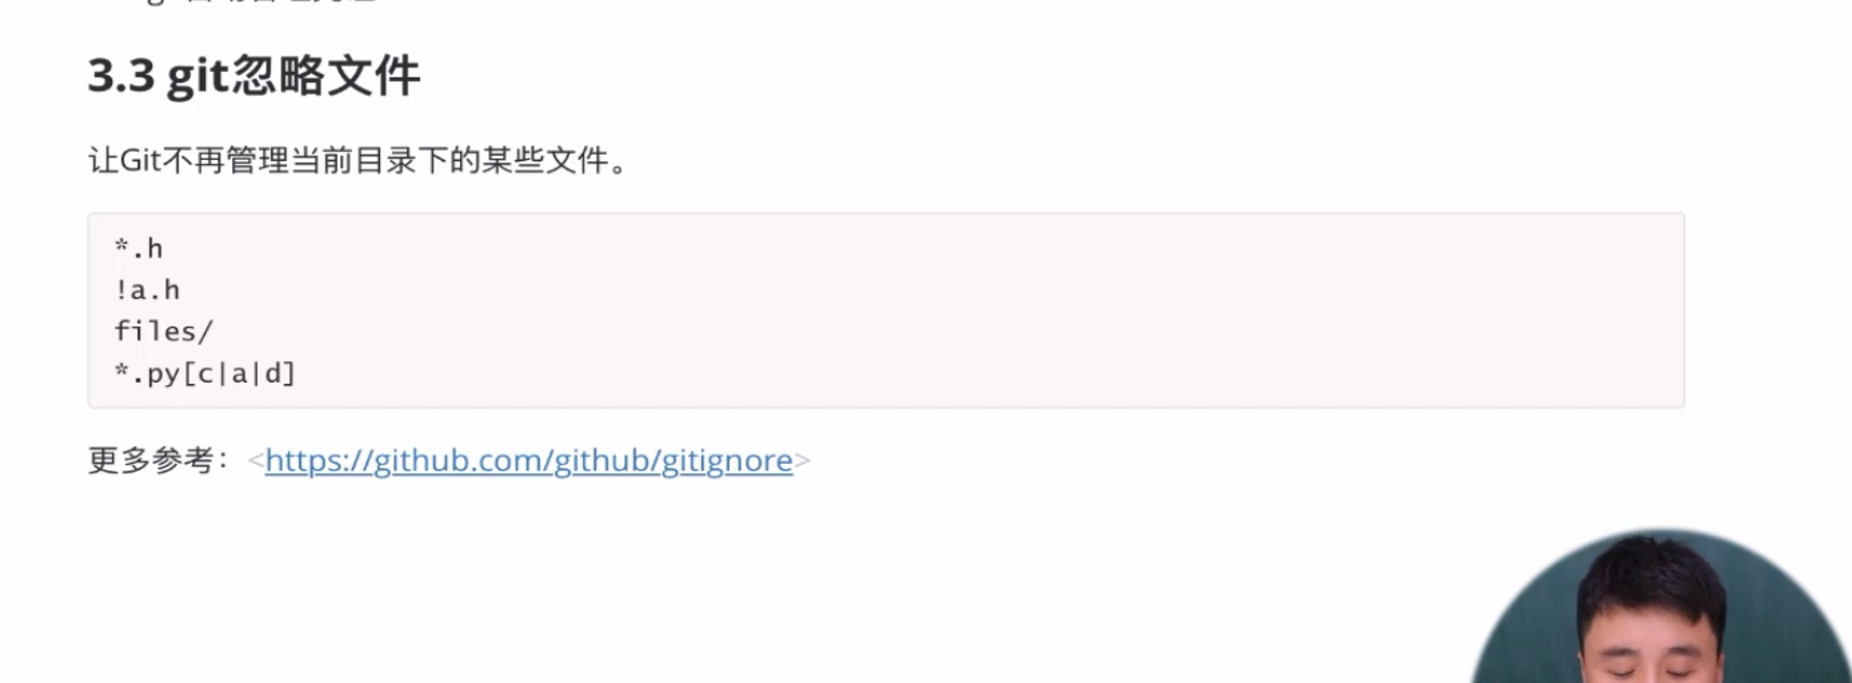 3.3 git忽略文件
让Git不再管理当前目录下的某些文件。
*.h
!a.h
files/
*.py[c|a|d]
更多参考：<https://github.com/github/gitignore>